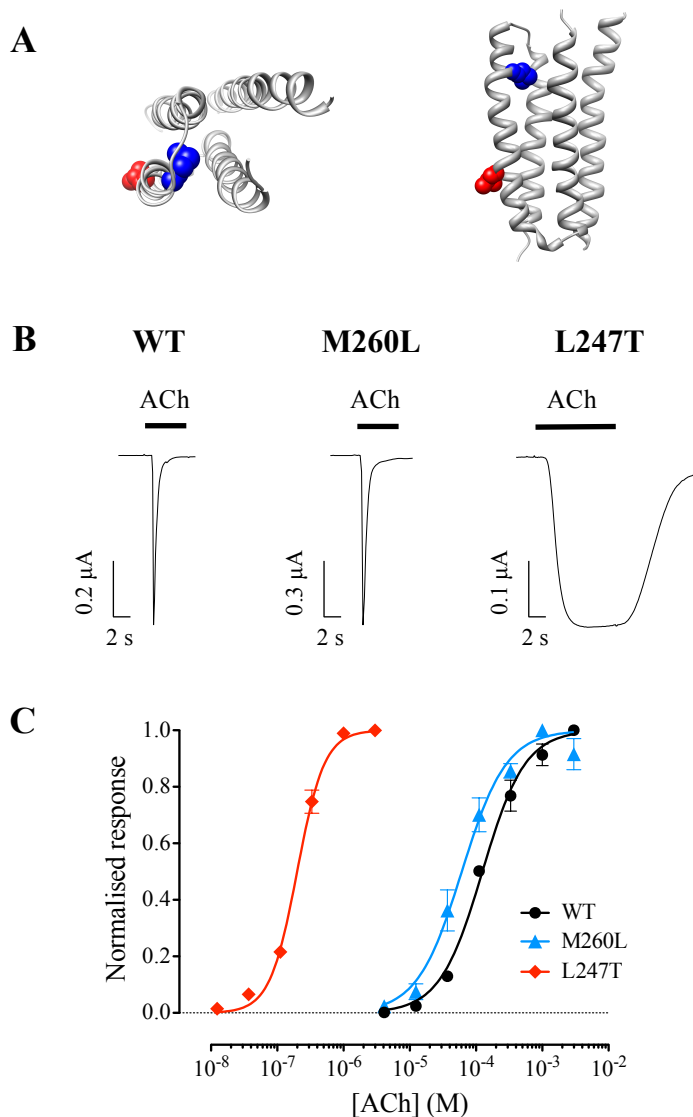 A
B
WT M260L L247T
ACh ACh ACh
0.2 µA 0.3 µA 0.1 µA
2 s 2 s 2 s
C
Normalised response
1.0
0.8
0.6
0.4
0.2
0.0
WT
M260L
L247T
10-8 10-7 10-6 10-5 10-4 10-3 10-2
[ACh] (M)